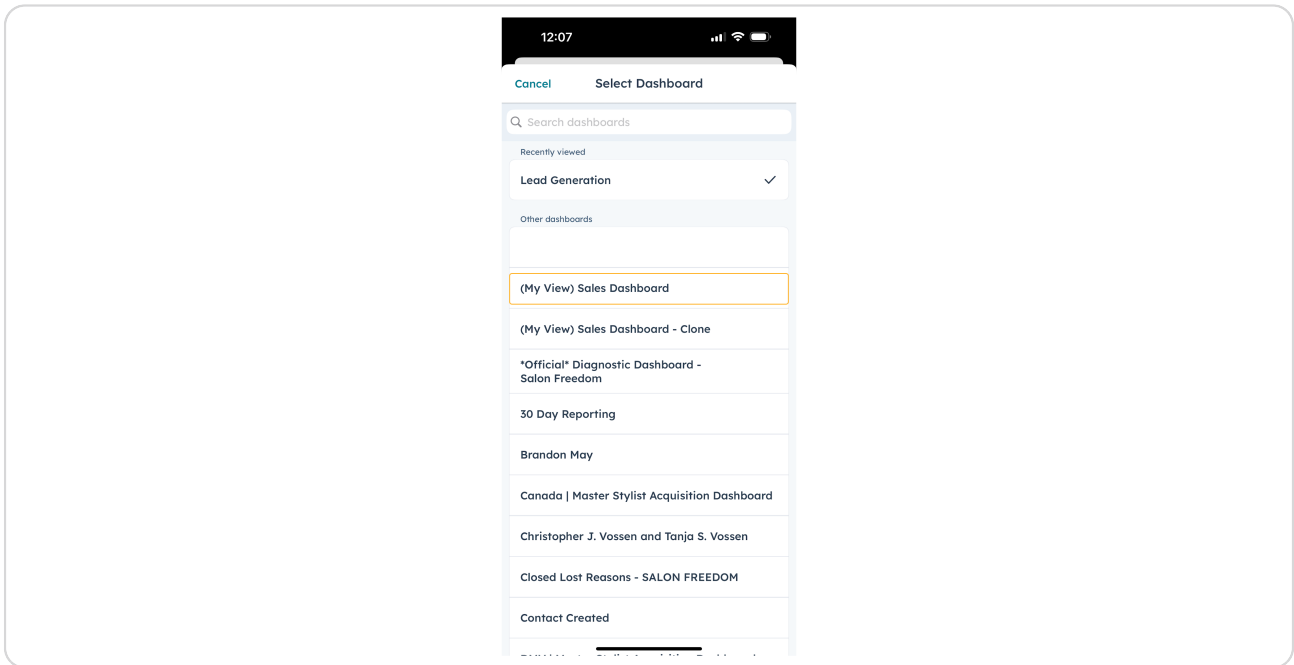 12:07
Cancel
Select Dashboard
Search dashboards
Recently viewed
Lead Generation
Other dashboards
(My View) Sales Dashboard
(My View) Sales Dashboard - Clone
*Official* Diagnostic Dashboard -
Salon Freedom
30 Day Reporting
Brandon May
Canada | Master Stylist Acquisition Dashboard
Christopher J. Vossen and Tanja S. Vossen
Closed Lost Reasons - SALON FREEDOM
Contact Created